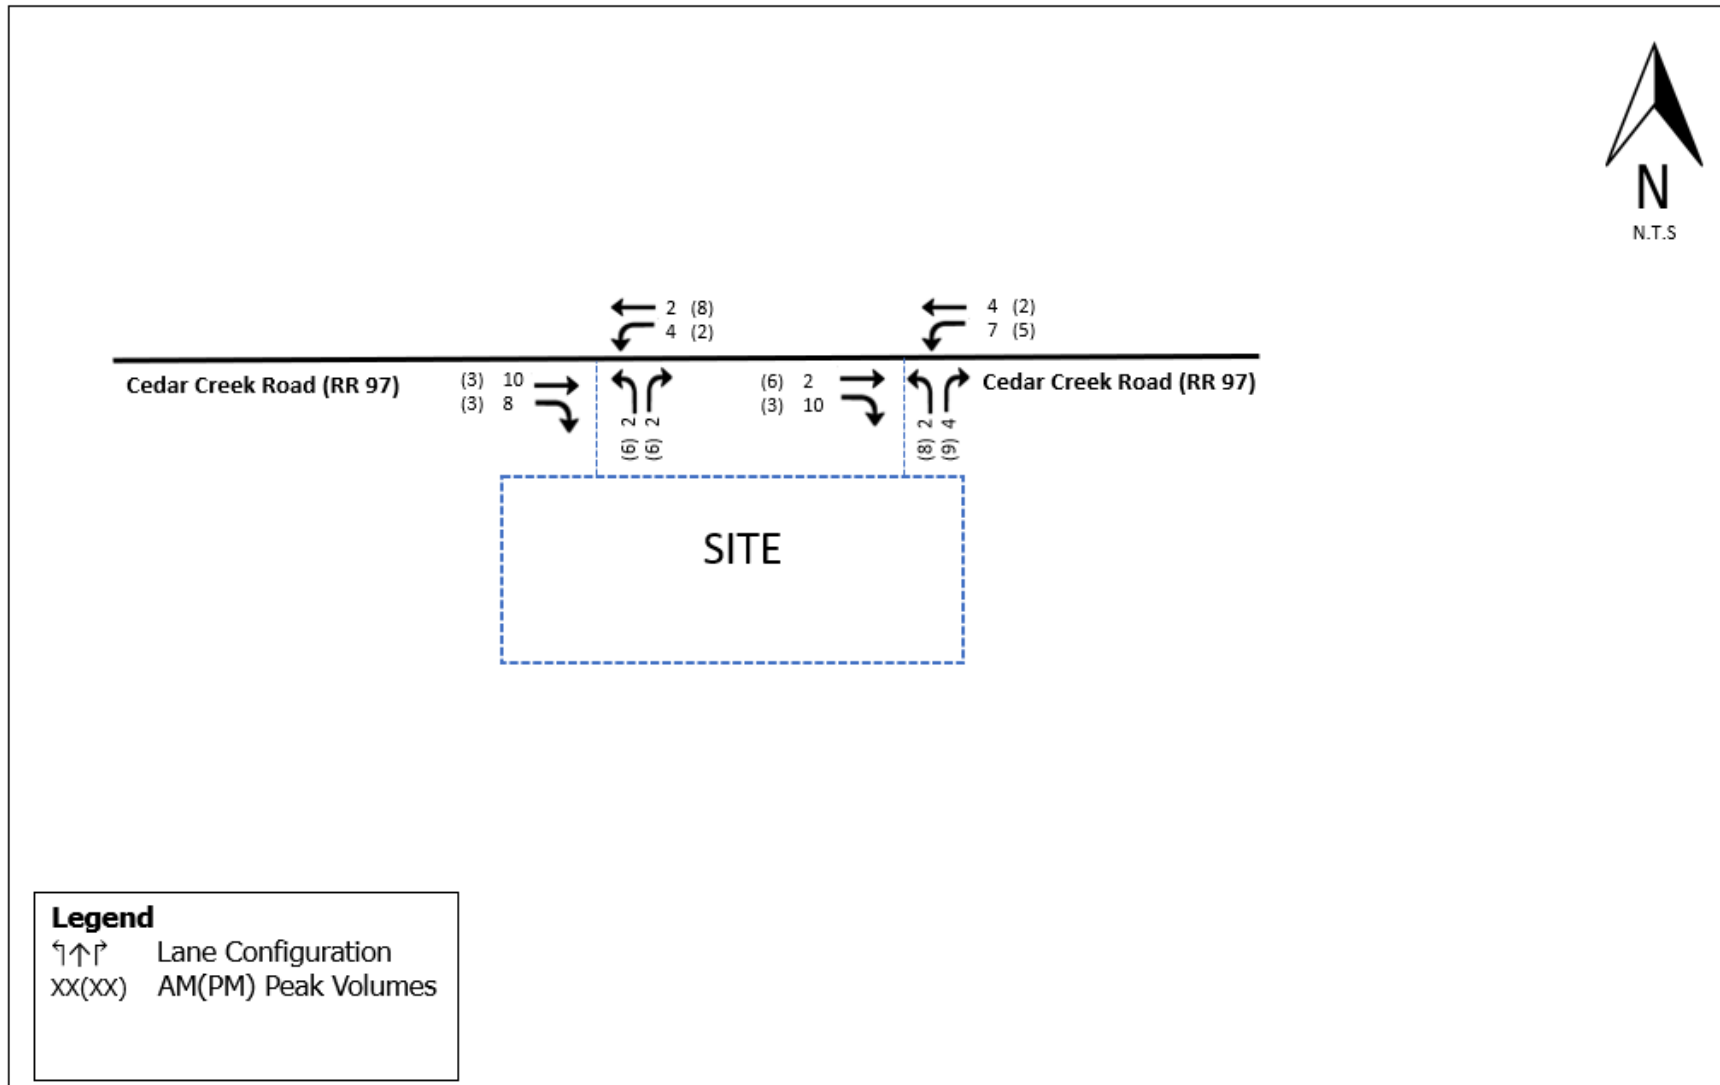 N
N.T.S
2 (8)
4 (2)
4 (2)
7 (5)
Cedar Creek Road (RR 97)
(3) 10
(3) 8
(6) 2
(6) 2
(6) 2
(3) 10
(8) 2
(9) 4
Cedar Creek Road (RR 97)
SITE
Legend
Lane Configuration
XX(XX) AM(PM) Peak Volumes